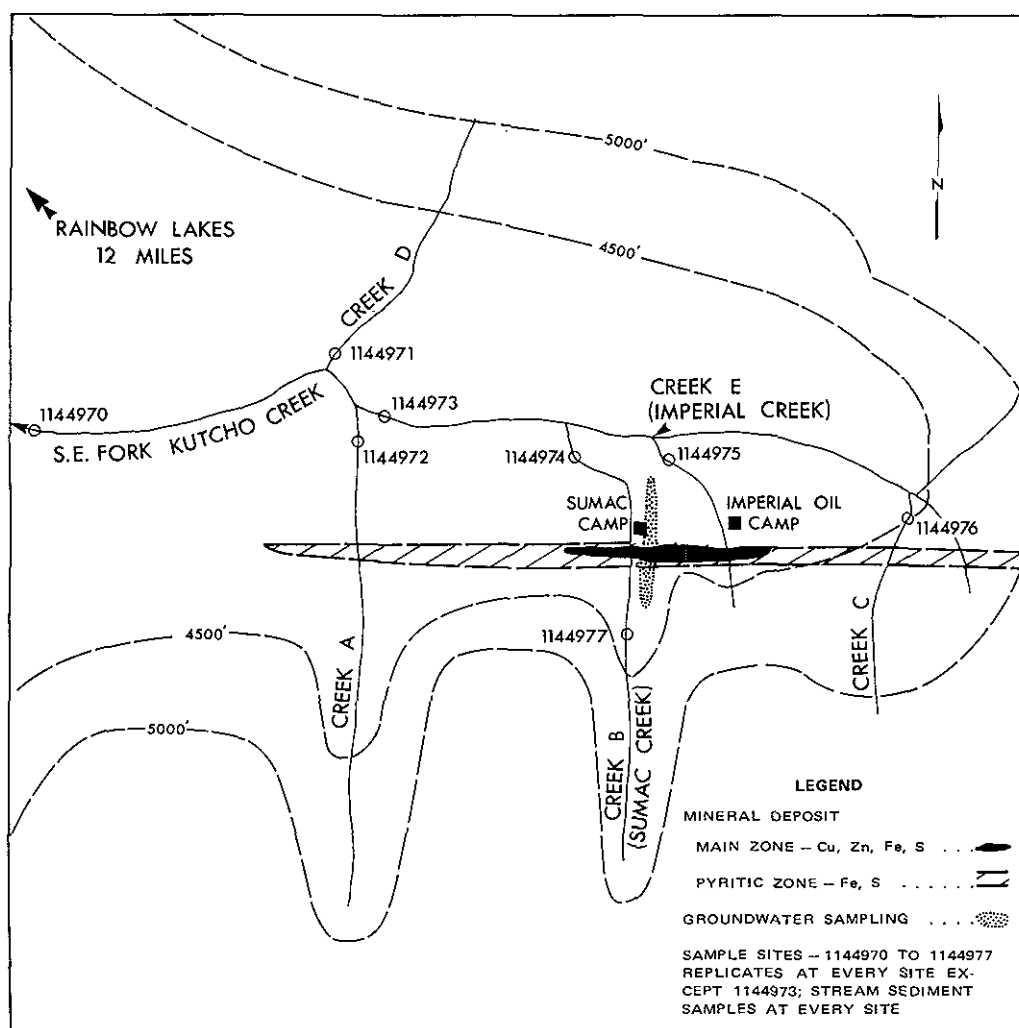 5000'
N
RAINBOW LAKES
12 MILES
4500'
CREEK D
1144971
CREEK E
(IMPERIAL CREEK)
1144970
1144973
S.E. FORK KUTCHO CREEK
1144972
1144974
1144975
SUMAC
CAMP
IMPERIAL OIL
CAMP
1144976
4500'
1144977
CREEK A
CREEK B
(SUMAC CREEK)
CREEK C
5000'
LEGEND
MINERAL DEPOSIT
MAIN ZONE – Cu, Zn, Fe, S . . .
PYRITIC ZONE – Fe, S . . . . . .
GROUNDWATER SAMPLING . . . .
SAMPLE SITES – 1144970 TO 1144977
REPLICATES AT EVERY SITE EX-
CEPT 1144973; STREAM SEDIMENT
SAMPLES AT EVERY SITE